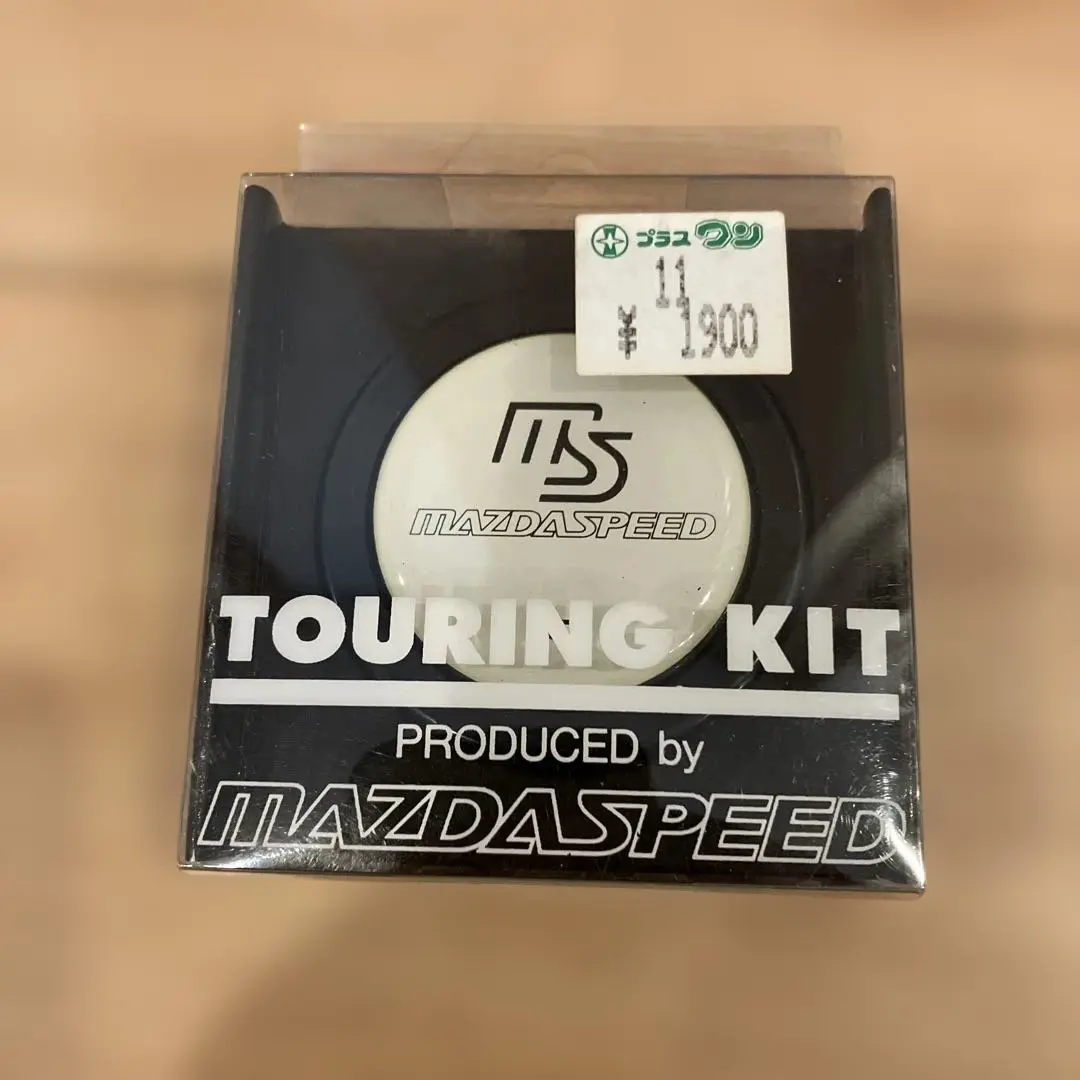 プラスワン
11
¥ 1900
MS
MAZDASPEED
TOURING KIT
PRODUCED by
MAZDASPEED